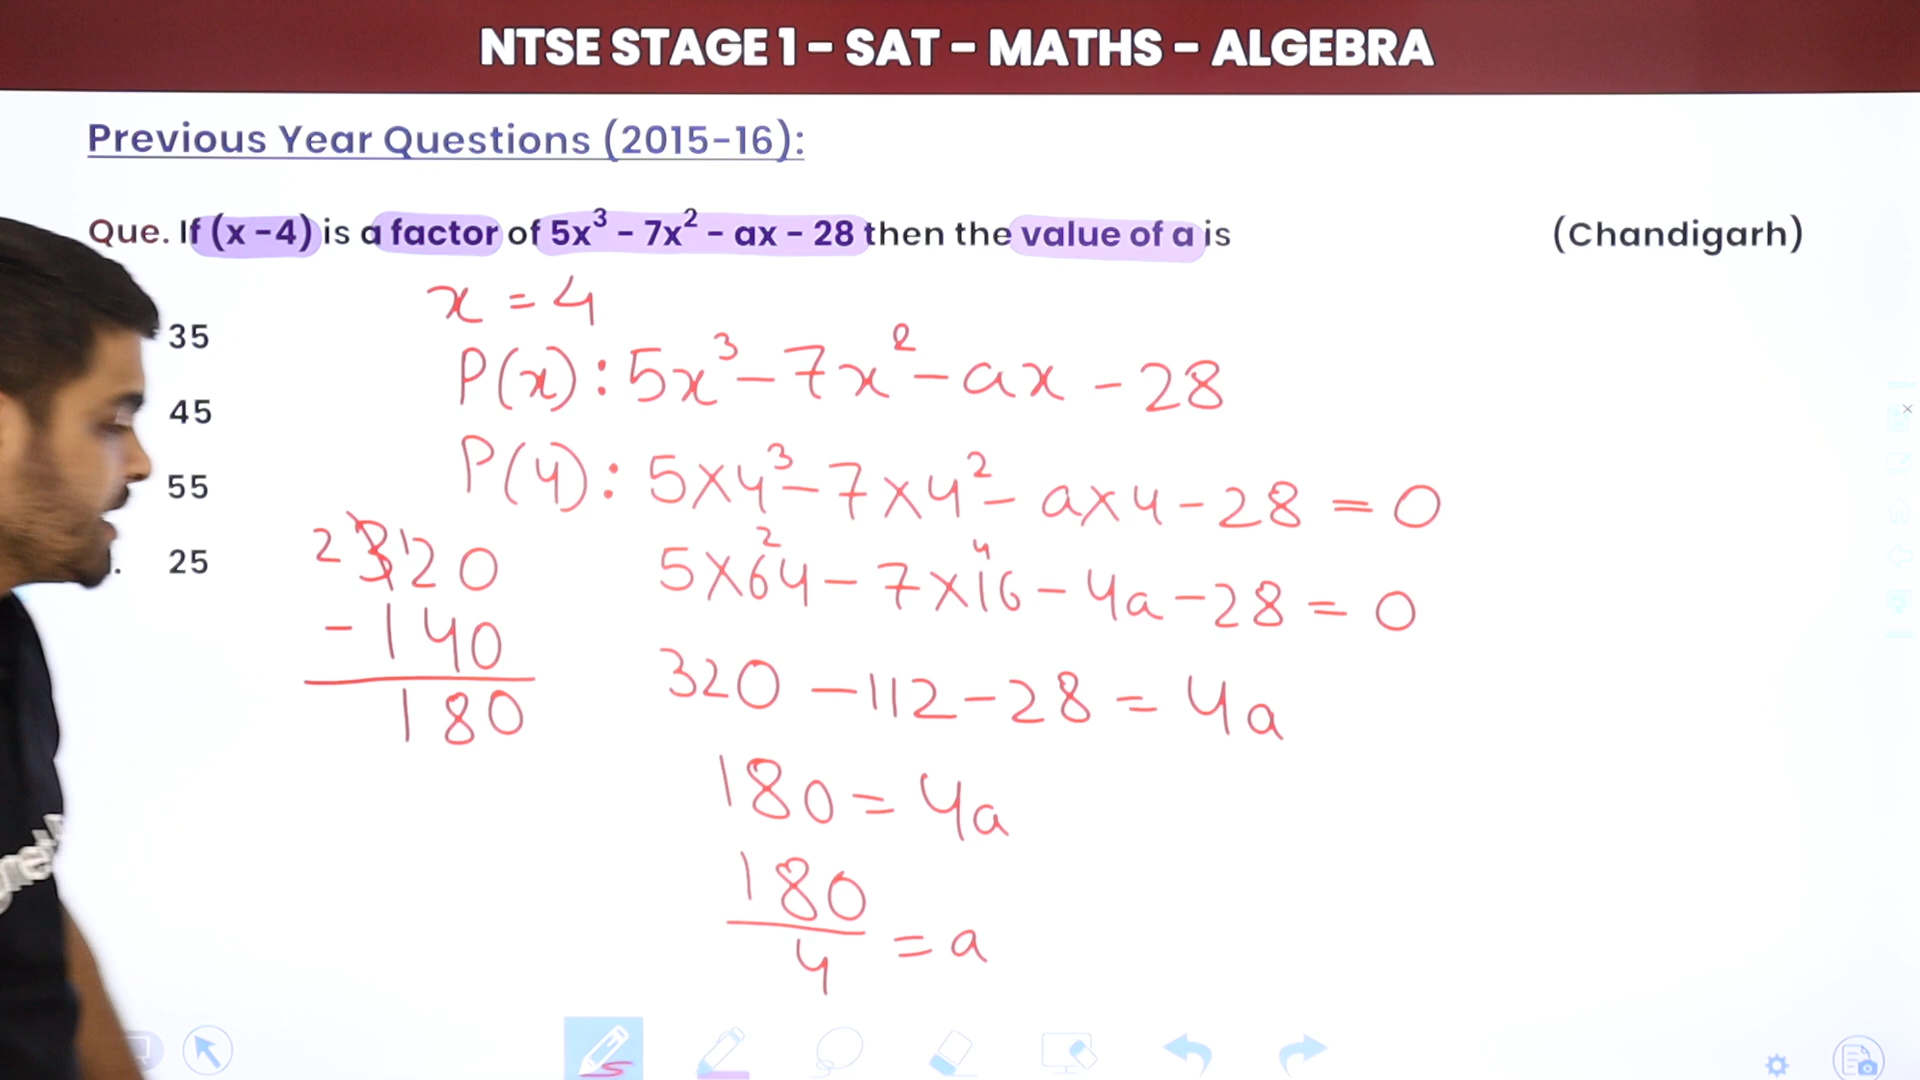 NTSE STAGE 1 – SAT – MATHS – ALGEBRA
Previous Year Questions (2015-16):
Que. If (x – 4) is a factor of 5x³ – 7x² – ax – 28 then the value of a is (Chandigarh)
35
45
55
25
x = 4
P(x) : 5x³ – 7x² – ax – 28
P(4) : 5×4³ – 7×4² – a×4 – 28 = 0
5×64 – 7×16 – 4a – 28 = 0
320 – 112 – 28 = 4a
180 = 4a
180/4 = a
2 3 120
– 140
180